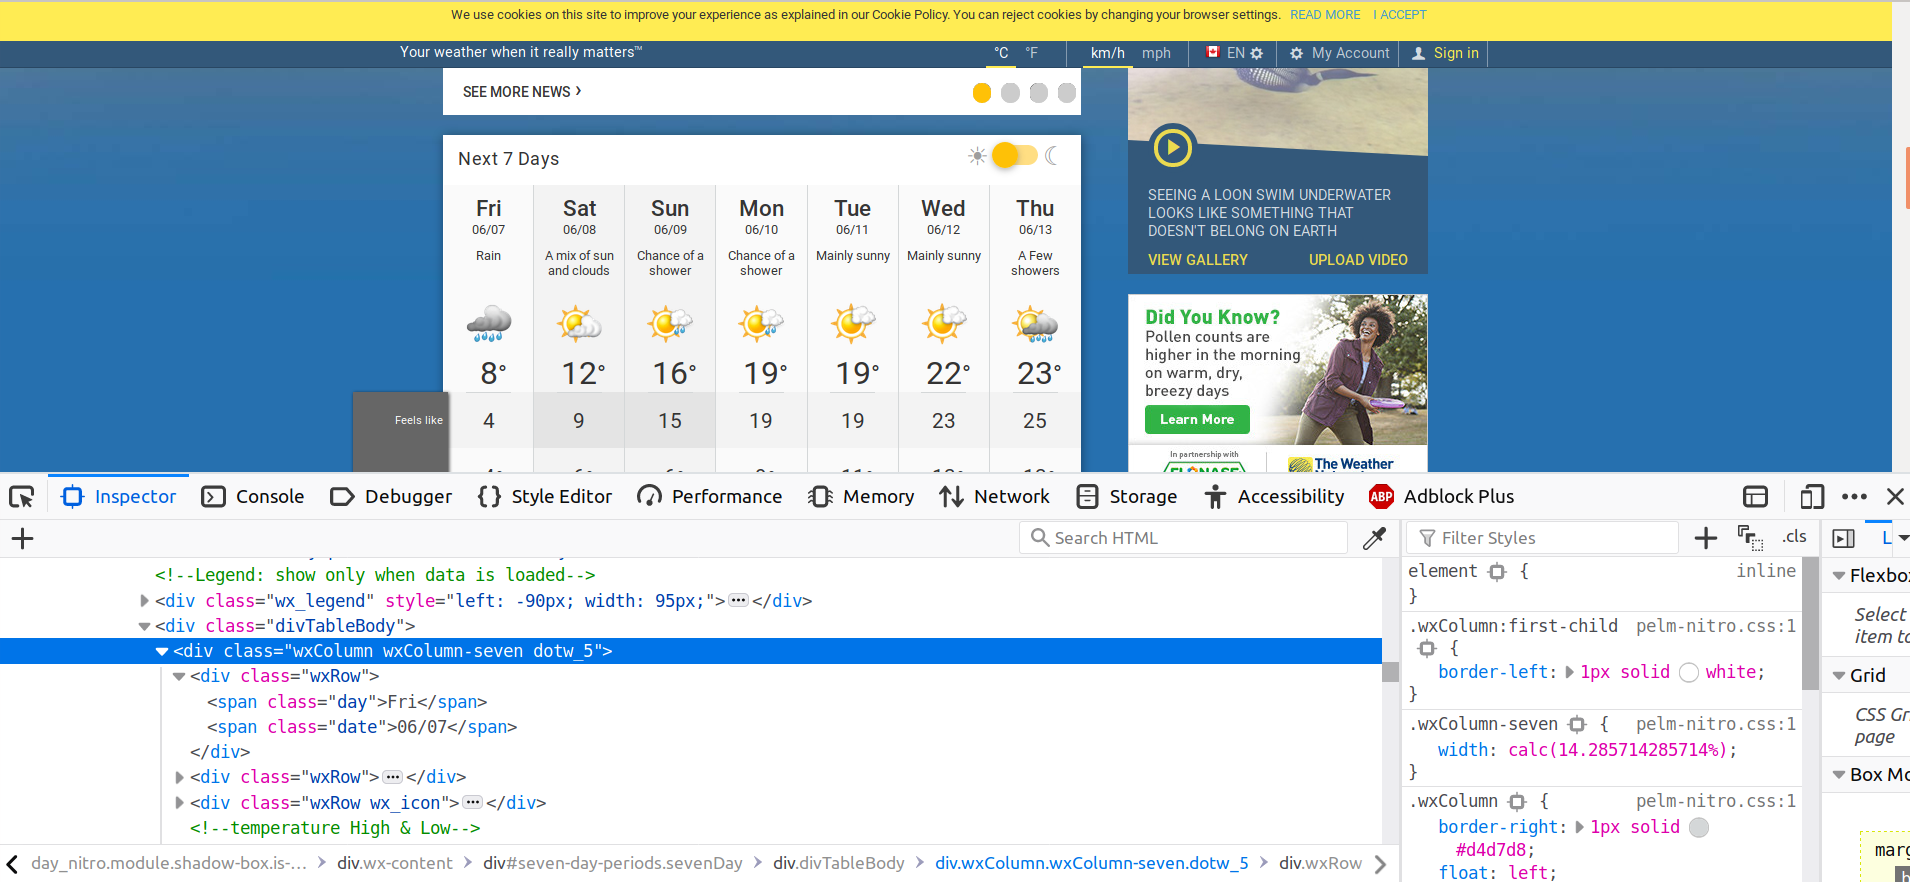 We use cookies on this site to improve your experience as explained in our Cookie Policy. You can reject cookies by changing your browser settings. READ MORE I ACCEPT
Your weather when it really matters™
°C °F km/h mph EN My Account Sign in
SEE MORE NEWS ›
Next 7 Days
Fri Sat Sun Mon Tue Wed Thu
06/07 06/08 06/09 06/10 06/11 06/12 06/13
Rain
A mix of sun
and clouds
Chance of a
shower
Chance of a
shower
Mainly sunny
Mainly sunny
A Few
showers
8° 12° 16° 19° 19° 22° 23°
Feels like 4 9 15 19 19 23 25
SEEING A LOON SWIM UNDERWATER
LOOKS LIKE SOMETHING THAT
DOESN'T BELONG ON EARTH
VIEW GALLERY UPLOAD VIDEO
Did You Know?
Pollen counts are
higher in the morning
on warm, dry,
breezy days
Learn More
In partnership with
FLONASE
The Weather
Inspector Console Debugger Style Editor Performance Memory Network Storage Accessibility ABP Adblock Plus
Search HTML
<!--Legend: show only when data is loaded-->
<div class="wx_legend" style="left: -90px; width: 95px;"></div>
<div class="divTableBody">
<div class="wxColumn wxColumn-seven dotw_5">
<div class="wxRow">
<span class="day">Fri</span>
<span class="date">06/07</span>
</div>
<div class="wxRow"></div>
<div class="wxRow wx_icon"></div>
<!--temperature High & Low-->
day_nitro.module.shadow-box.is-… div.wx-content div#seven-day-periods.sevenDay div.divTableBody div.wxColumn.wxColumn-seven.dotw_5 div.wxRow
Filter Styles .cls
element { inline
}
.wxColumn:first-child pelm-nitro.css:1
{
border-left: 1px solid white;
}
.wxColumn-seven { pelm-nitro.css:1
width: calc(14.285714285714%);
}
.wxColumn { pelm-nitro.css:1
border-right: 1px solid
#d4d7d8;
float: left;
L
Flexbo
Select
item to
Grid
CSS Gr
page
Box Mo
marg